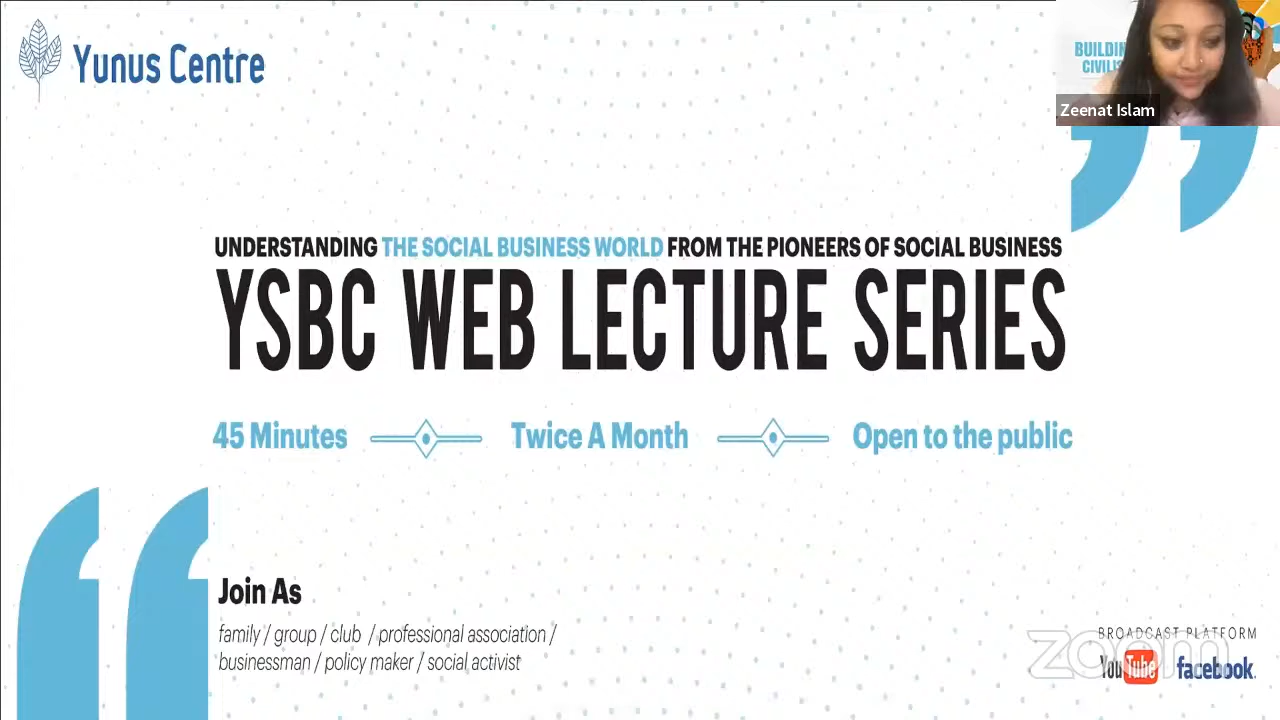 Yunus Centre
BUILDIN
CIVILI
Zeenat Islam
UNDERSTANDING THE SOCIAL BUSINESS WORLD FROM THE PIONEERS OF SOCIAL BUSINESS
YSBC WEB LECTURE SERIES
45 Minutes Twice A Month Open to the public
Join As
family / group / club / professional association /
businessman / policy maker / social activist
BROADCAST PLATFORM
zoom
YouTube facebook.